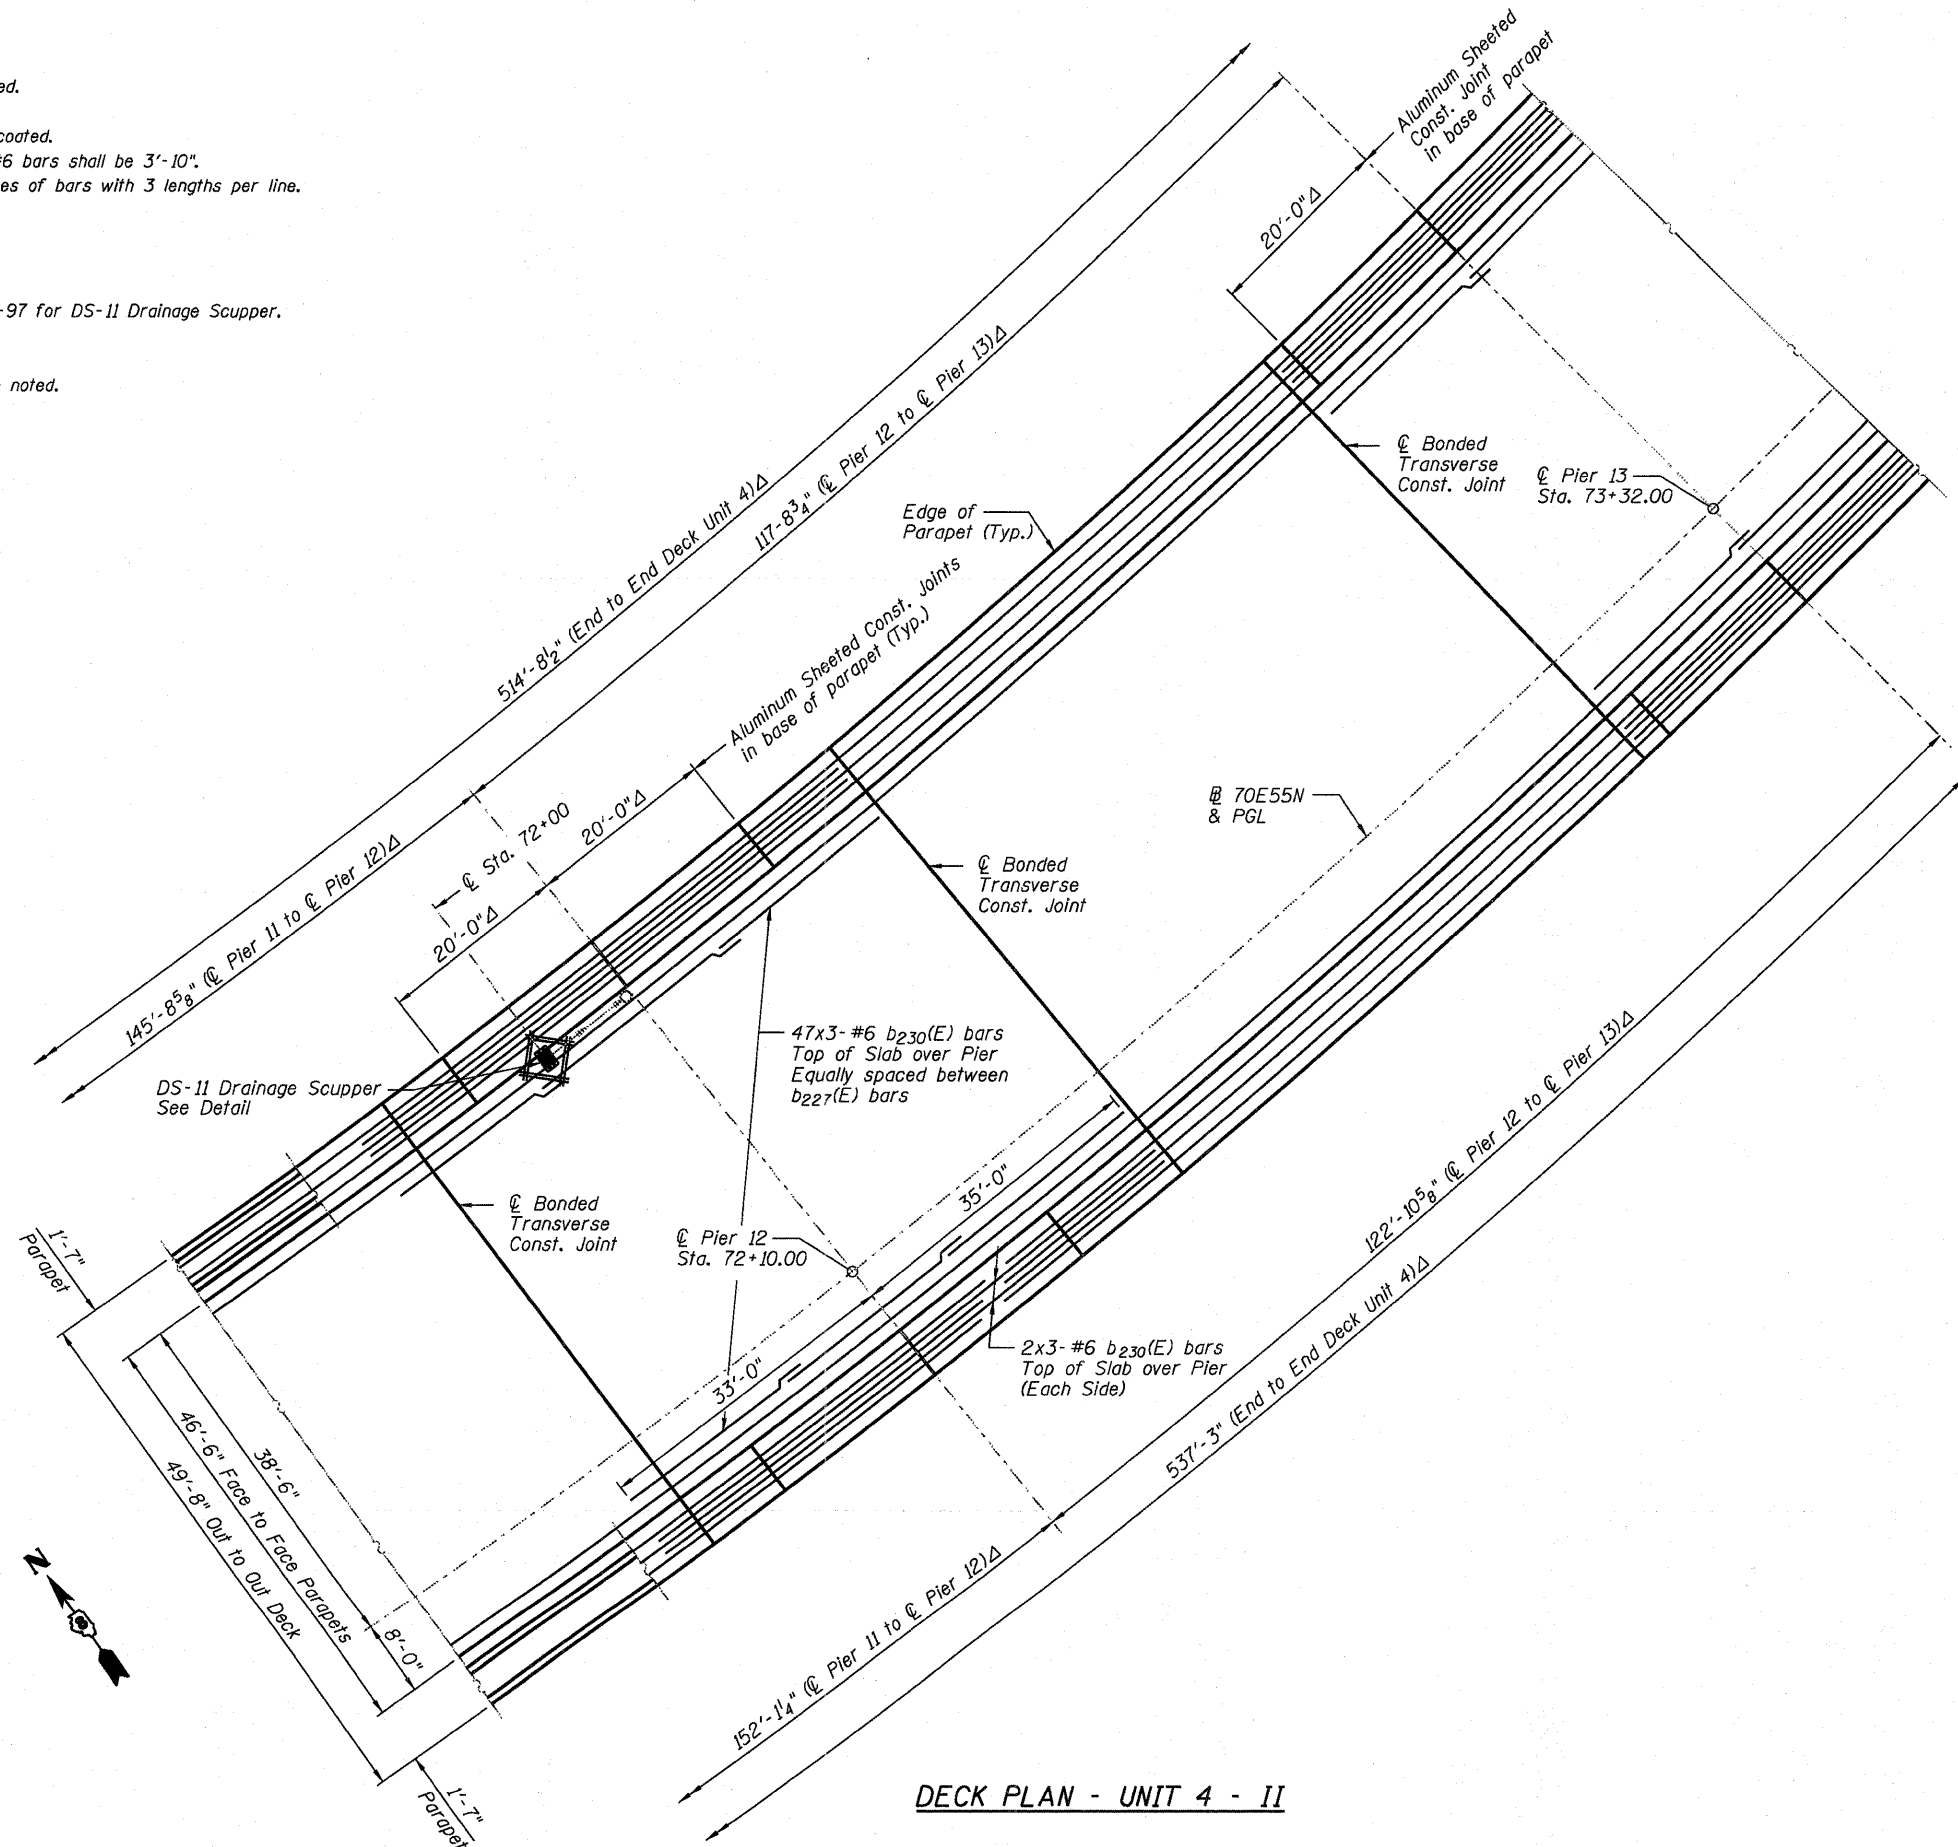 ed.
coated.
#6 bars shall be 3'-10".
es of bars with 3 lengths per line.
-97 for DS-11 Drainage Scupper.
noted.
Aluminum Sheeted
Const. Joint
in base of parapet
20'-0"Δ
514'-8½" (End to End Deck Unit 4)Δ
117-8¾" (℄ Pier 12 to ℄ Pier 13)Δ
℄ Bonded
Transverse
Const. Joint
℄ Pier 13
Sta. 73+32.00
Edge of
Parapet (Typ.)
Aluminum Sheeted Const. Joints
in base of parapet (Typ.)
℄ Sta. 72+00
20'-0"Δ
20'-0"Δ
145'-8⅝" (℄ Pier 11 to ℄ Pier 12)Δ
70E55N
& PGL
℄ Bonded
Transverse
Const. Joint
DS-11 Drainage Scupper
See Detail
47x3-#6 b230(E) bars
Top of Slab over Pier
Equally spaced between
b227(E) bars
℄ Bonded
Transverse
Const. Joint
℄ Pier 12
Sta. 72+10.00
35'-0"
33'-0"
2x3-#6 b230(E) bars
Top of Slab over Pier
(Each Side)
122'-10⅝" (℄ Pier 12 to ℄ Pier 13)Δ
537'-3" (End to End Deck Unit 4)Δ
152'-1¼" (℄ Pier 11 to ℄ Pier 12)Δ
1'-7"
Parapet
38'-6"
46'-6" Face to Face Parapets
49'-8" Out to Out Deck
8'-0"
1'-7"
Parapet
N
DECK PLAN - UNIT 4 - II